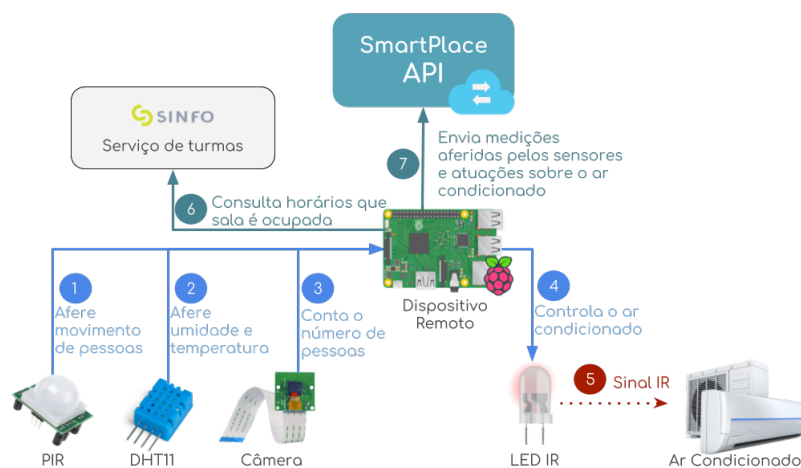 SmartPlace
API
SINFO
Serviço de turmas
7
Envia medições
aferidas pelos sensores
e atuações sobre o ar
condicionado
6
Consulta horários que
sala é ocupada
1
Afere
movimento
de pessoas
2
Afere
umidade e
temperatura
3
Conta o
número de
pessoas
Dispositivo
Remoto
4
Controla o ar
condicionado
5
Sinal IR
PIR
DHT11
Câmera
LED IR
Ar Condicionado